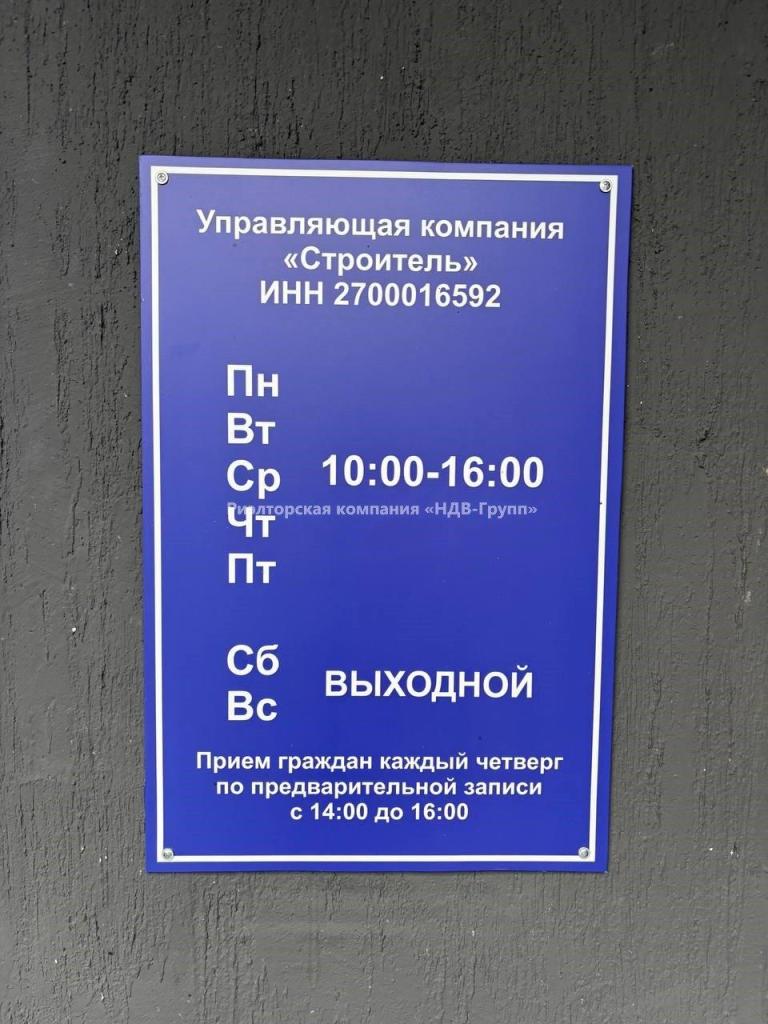 Управляющая компания
«Строитель»
ИНН 2700016592
Пн
Вт
Ср 10:00-16:00
Риэлторская компания «НДВ-Групп»
Чт
Пт
Сб
ВЫХОДНОЙ
Вс
Прием граждан каждый четверг
по предварительной записи
с 14:00 до 16:00